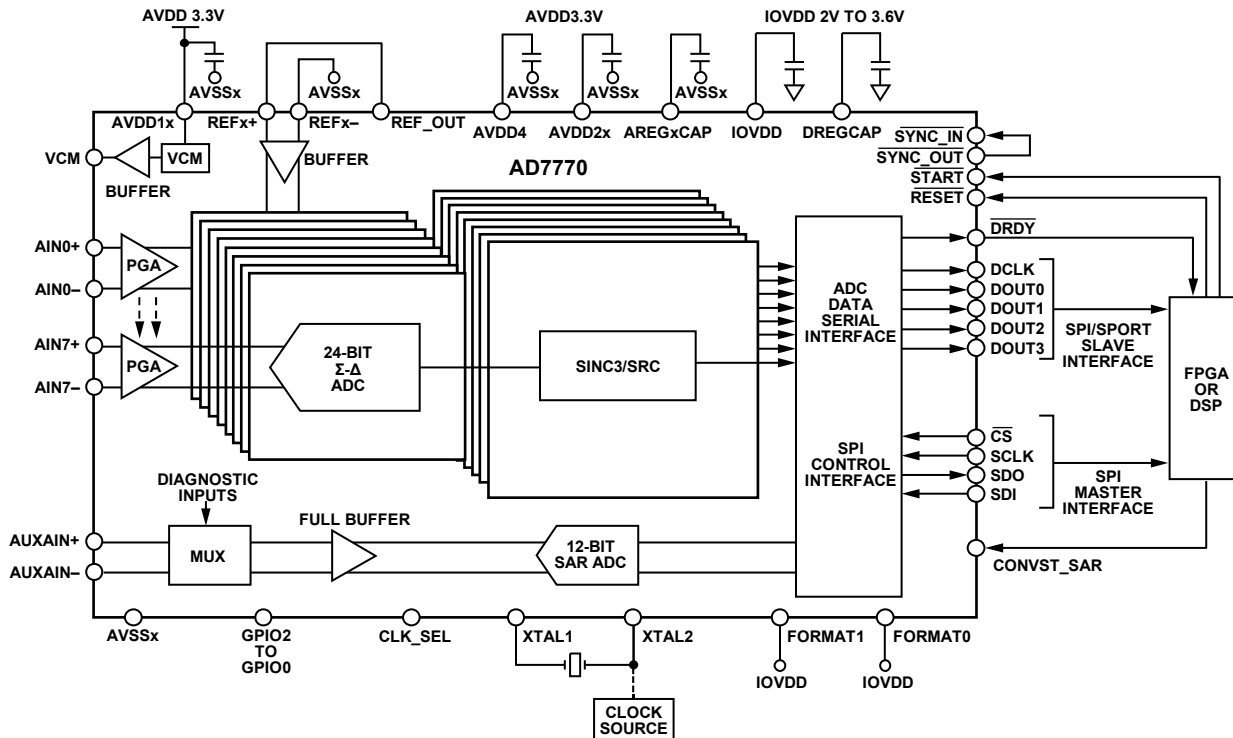 AVDD 3.3V
AVDD3.3V
IOVDD 2V TO 3.6V
AVSSx
AVSSx
AVSSx
AVSSx
AVSSx
AVDD1x
REFx+
REFx–
REF_OUT
AVDD4
AVDD2x
AREGxCAP
IOVDD
DREGCAP
SYNC_IN
SYNC_OUT
START
RESET
VCM
VCM
BUFFER
BUFFER
AD7770
AIN0+
PGA
AIN0–
AIN7+
PGA
AIN7–
24-BIT
Σ-Δ
ADC
SINC3/SRC
ADC
DATA
SERIAL
INTERFACE
SPI
CONTROL
INTERFACE
DRDY
DCLK
DOUT0
DOUT1
DOUT2
DOUT3
SPI/SPORT
SLAVE
INTERFACE
FPGA
OR
DSP
CS
SCLK
SDO
SDI
SPI
MASTER
INTERFACE
DIAGNOSTIC
INPUTS
FULL BUFFER
AUXAIN+
AUXAIN–
MUX
12-BIT
SAR ADC
CONVST_SAR
AVSSx
GPIO2
TO
GPIO0
CLK_SEL
XTAL1
XTAL2
FORMAT1
FORMAT0
IOVDD
IOVDD
CLOCK
SOURCE